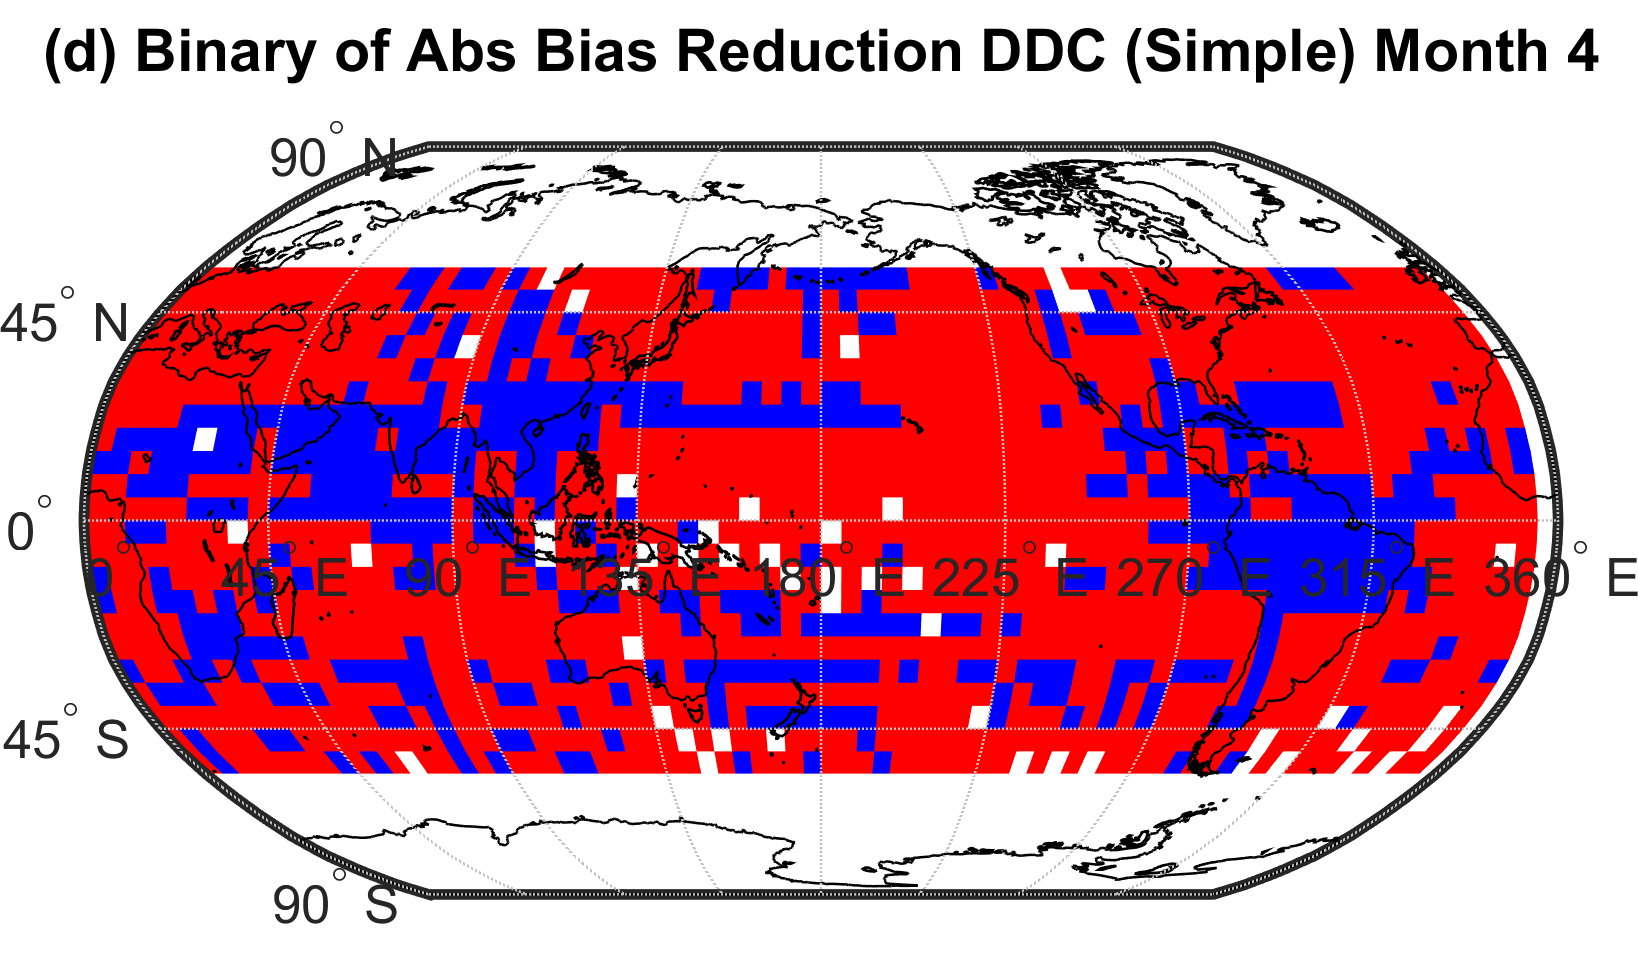 (d) Binary of Abs Bias Reduction DDC (Simple) Month 4
90° N
45° N
0°
0° 45° E 90° E 135° E 180° E 225° E 270° E 315° E 360° E
45° S
90° S